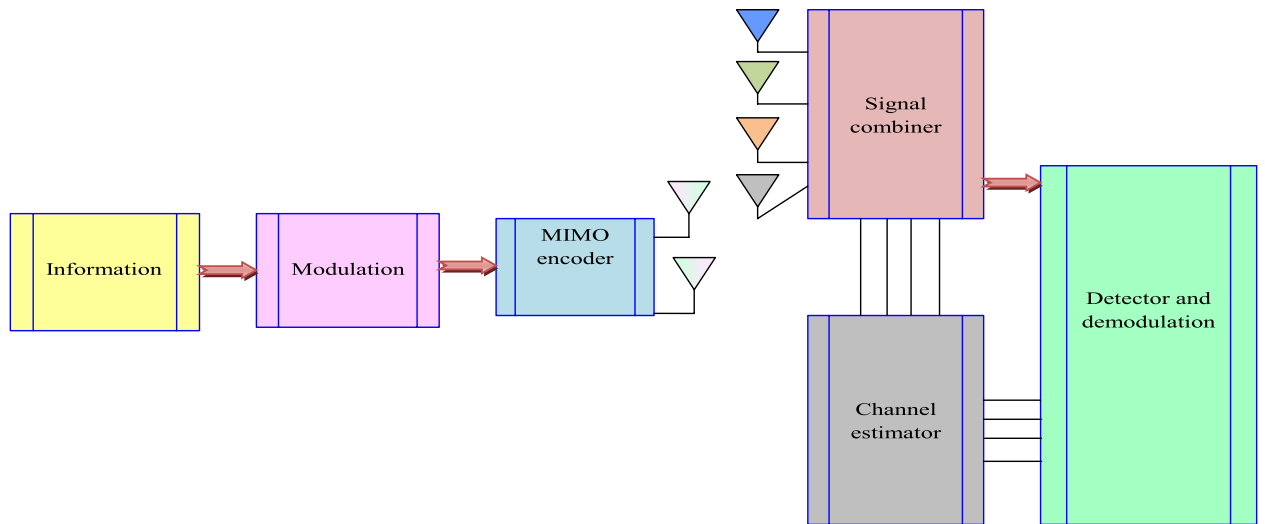 Information
Modulation
MIMO
encoder
Signal
combiner
Channel
estimator
Detector and
demodulation